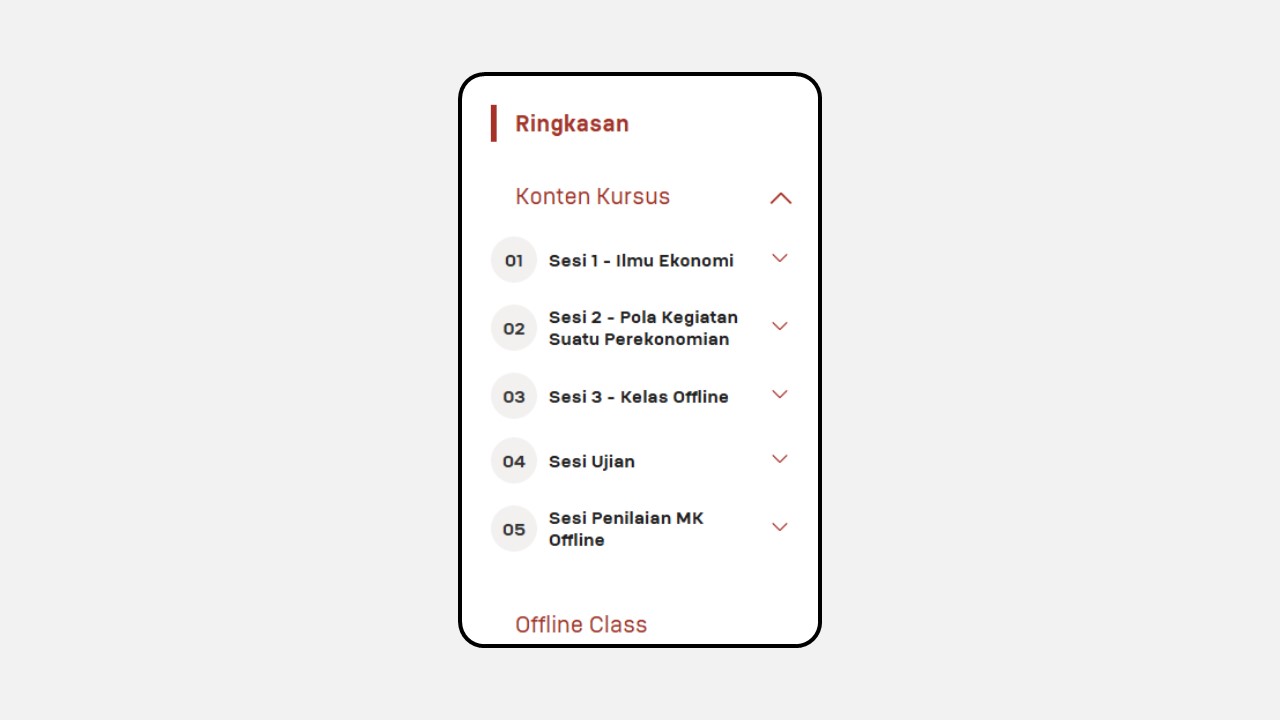 Ringkasan
Konten Kursus
01 Sesi 1 - Ilmu Ekonomi
02 Sesi 2 - Pola Kegiatan
Suatu Perekonomian
03 Sesi 3 - Kelas Offline
04 Sesi Ujian
05 Sesi Penilaian MK
Offline
Offline Class